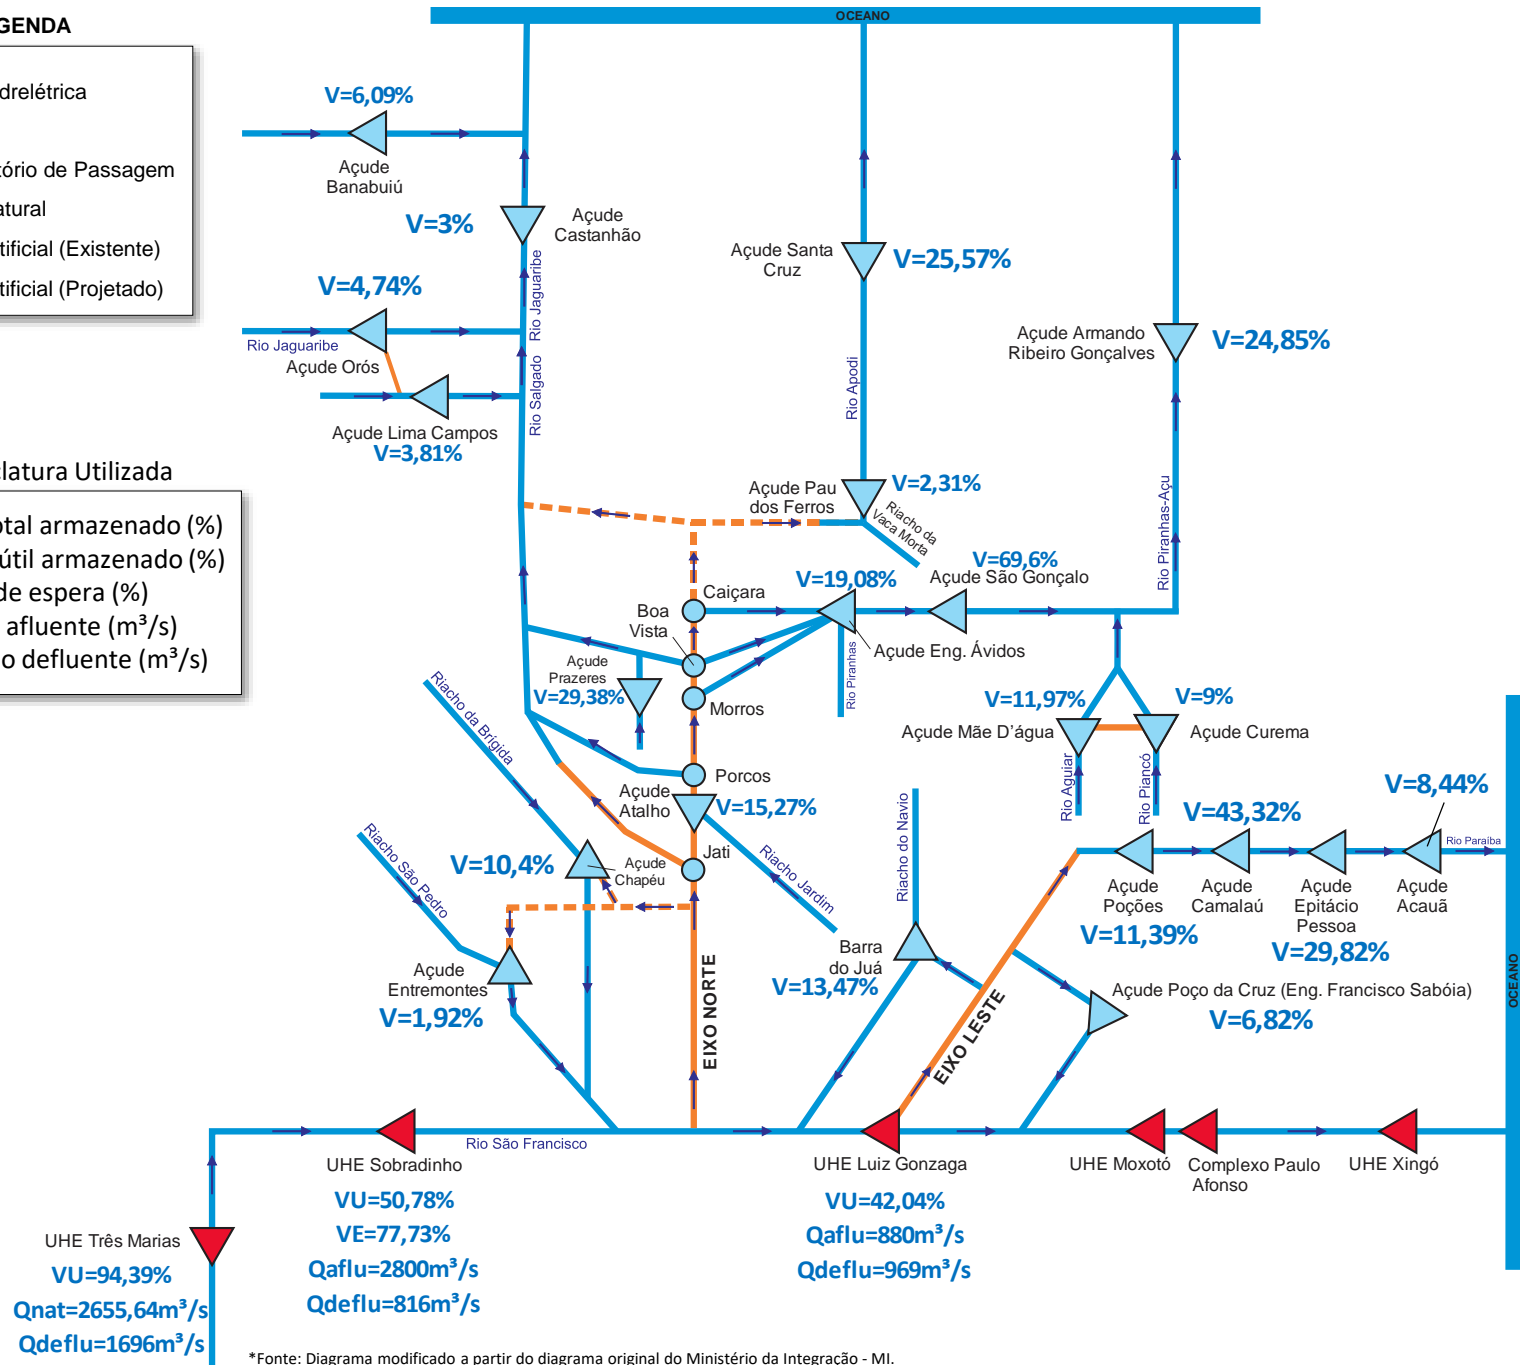 OCEANO
GENDA
drelétrica
tório de Passagem
atural
tificial (Existente)
tificial (Projetado)
V=6,09%
Açude
Banabuiú
V=3%
Açude
Castanhão
Rio Jaguaribe
V=4,74%
Rio Jaguaribe
Açude Orós
Rio Salgado
Açude Lima Campos
V=3,81%
Açude Santa
Cruz
V=25,57%
Rio Apodi
Açude Armando
Ribeiro Gonçalves
V=24,85%
Rio Piranhas-Açu
clatura Utilizada
otal armazenado (%)
útil armazenado (%)
de espera (%)
afluente (m³/s)
o defluente (m³/s)
Açude Pau
dos Ferros
V=2,31%
Riacho da
Vaca Morta
V=69,6%
Açude São Gonçalo
V=19,08%
Caiçara
Boa
Vista
Açude Eng. Ávidos
Rio Piranhas
Açude
Prazeres
V=29,38%
Morros
Riacho da Brígida
Porcos
Açude
Atalho
V=15,27%
Jati
Riacho Jardim
V=11,97%
V=9%
Açude Mãe D'água
Açude Curema
Rio Aguiar
Rio Piancó
V=8,44%
V=43,32%
Rio Paraíba
Riacho São Pedro
V=10,4%
Açude
Chapéu
Riacho do Navio
Açude
Poções
V=11,39%
Açude
Camalaú
Açude
Epitácio
Pessoa
V=29,82%
Açude
Acauã
Açude
Entremontes
V=1,92%
EIXO NORTE
Barra
do Juá
V=13,47%
EIXO LESTE
Açude Poço da Cruz (Eng. Francisco Sabóia)
V=6,82%
OCEANO
Rio São Francisco
UHE Sobradinho
VU=50,78%
VE=77,73%
Qaflu=2800m³/s
Qdeflu=816m³/s
UHE Luiz Gonzaga
VU=42,04%
Qaflu=880m³/s
Qdeflu=969m³/s
UHE Moxotó
Complexo Paulo
Afonso
UHE Xingó
UHE Três Marias
VU=94,39%
Qnat=2655,64m³/s
Qdeflu=1696m³/s
*Fonte: Diagrama modificado a partir do diagrama original do Ministério da Integração - MI.